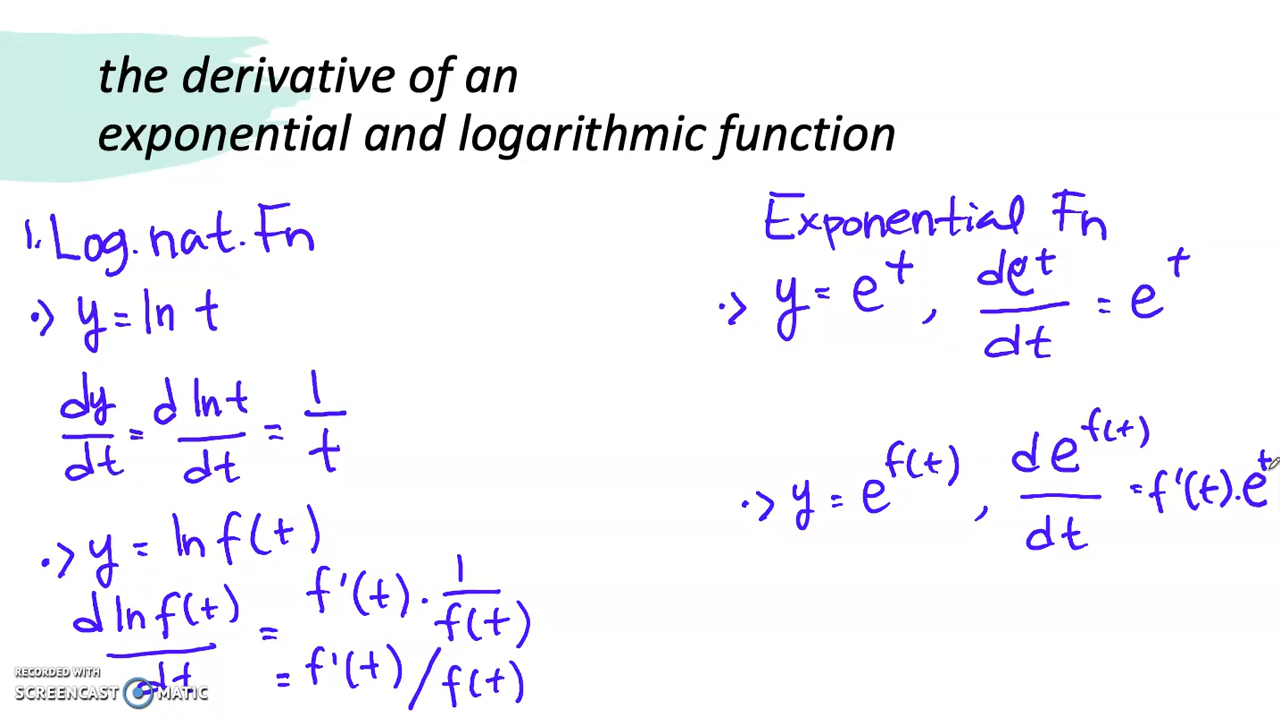 the derivative of an
exponential and logarithmic function
1. Log. nat. Fn
·> y = ln t
dy/dt = d ln t/dt = 1/t
·> y = ln f(t)
d ln f(t)/dt = f'(t) · 1/f(t)
= f'(t) / f(t)
Exponential Fn
·> y = e^t, de^t/dt = e^t
·> y = e^f(t), de^f(t)/dt = f'(t) · e^t
RECORDED WITH
SCREENCAST MATIC